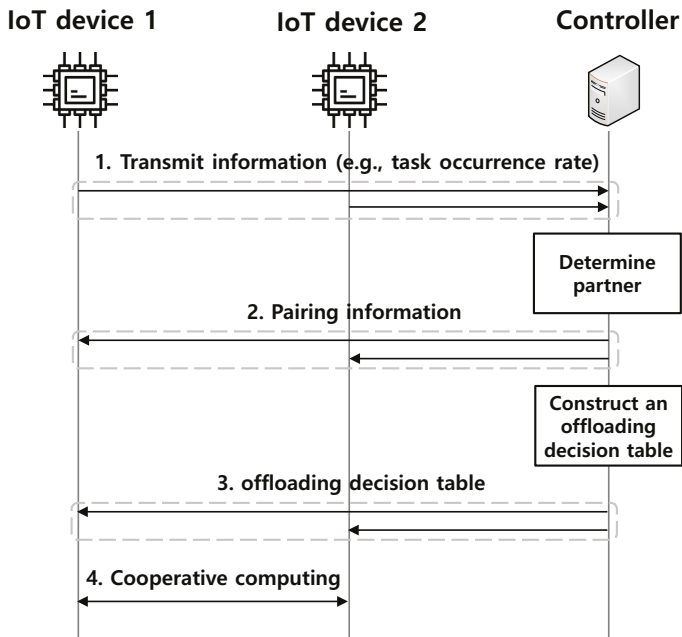 IoT device 1
IoT device 2
Controller
1. Transmit information (e.g., task occurrence rate)
Determine
partner
2. Pairing information
Construct an
offloading
decision table
3. offloading decision table
4. Cooperative computing